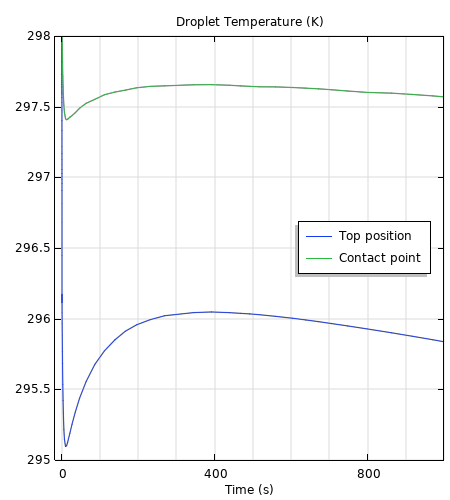 Droplet Temperature (K)
298
297.5
297
296.5
296
295.5
295
Top position
Contact point
0
400
800
Time (s)